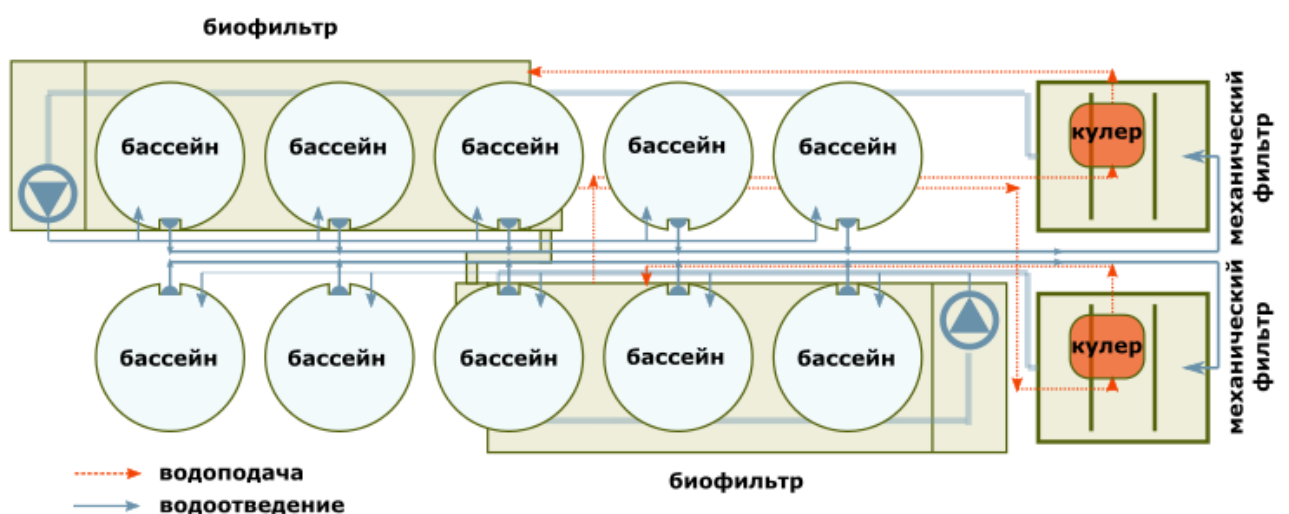 биофильтр
бассейн
бассейн
бассейн
бассейн
бассейн
кулер
механический
фильтр
бассейн
бассейн
бассейн
бассейн
бассейн
кулер
механический
фильтр
биофильтр
водоподача
водоотведение